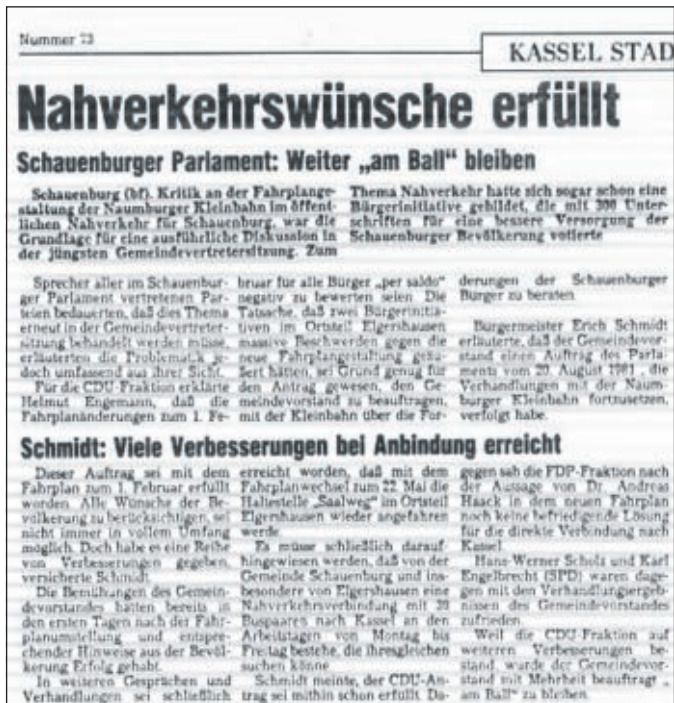 Nummer 73
KASSEL STAD
Nahverkehrswünsche erfüllt
Schauenburger Parlament: Weiter „am Ball“ bleiben
Schauenburg (bf). Kritik an der Fahrplange-
staltung der Naumburger Kleinbahn im öffent-
lichen Nahverkehr für Schauenburg, war die
Grundlage für eine ausführliche Diskussion in
der jüngsten Gemeindevertretersitzung. Zum
Thema Nahverkehr hatte sich sogar schon eine
Bürgerinitiative gebildet, die mit 300 Unter-
schriften für eine bessere Versorgung der
Schauenburger Bevölkerung votierte
Sprecher aller im Schauenbur-
ger Parlament vertretenen Par-
teien bedauerten, daß dies Thema
erneut in der Gemeindevertreter-
sitzung behandelt werden müsse,
erläuterten die Problematik je-
doch umfassend aus ihrer Sicht.
Für die CDU-Fraktion erklärte
Helmut Engemann, daß die
Fahrplanänderungen zum 1. Fe-
bruar für alle Bürger „per saldo“
negativ zu bewerten seien. Die
Tatsache, daß zwei Bürgerinitia-
tiven im Ortsteil Elgershausen
massive Beschwerden gegen die
neue Fahrplangestaltung geäu-
ßert hätten, sei Grund genug für
den Antrag gewesen, den Ge-
meindevorstand zu beauftragen,
mit der Kleinbahn über die For-
derungen der Schauenburger
Bürger zu beraten
Bürgermeister Erich Schmidt
erläuterte, daß der Gemeindevor-
stand einen Auftrag des Parla-
ments vom 20. August 1981, die
Verhandlungen mit der Naum-
burger Kleinbahn fortzusetzen,
verfolgt habe.
Schmidt: Viele Verbesserungen bei Anbindung erreicht
Dieser Auftrag sei mit dem
Fahrplan zum 1. Februar erfüllt
worden. Alle Wünsche der Be-
völkerung zu berücksichtigen, sei
nicht immer in vollem Umfang
möglich. Doch habe es eine Reihe
von Verbesserungen gegeben,
versicherte Schmidt.
Die Bemühungen des Gemein-
devorstandes hätten bereits in
den ersten Tagen nach der Fahr-
planumstellung und entspre-
chender Hinweise aus der Bevöl-
kerung Erfolg gehabt.
In weiteren Gesprächen und
Verhandlungen sei schließlich
erreicht worden, daß mit dem
Fahrplanwechsel zum 22. Mai die
Haltestelle „Saalweg“ im Ortsteil
Elgershausen wieder angefahren
werde.
Es müsse schließlich darauf
hingewiesen werden, daß von der
Gemeinde Schauenburg und ins-
besondere von Elgershausen eine
Nahverkehrsverbindung mit 39
Buspaaren nach Kassel an den
Arbeitstagen von Montag bis
Freitag bestehe, die ihresgleichen
suchen könne
Schmidt meinte, der CDU-An-
trag sei mithin schon erfüllt. Da-
gegen sah die FDP-Fraktion nach
der Aussage von Dr. Andreas
Haack in dem neuen Fahrplan
noch keine befriedigende Lösung
für die direkte Verbindung nach
Kassel.
Hans-Werner Scholz und Karl
Engelbrecht (SPD) waren dage-
gen mit den Verhandlungsergeb-
nissen des Gemeindevorstandes
zufrieden.
Weil die CDU-Fraktion auf
weiteren Verbesserungen be-
stand, wurde der Gemeindevor-
stand mit Mehrheit beauftragt „
am Ball“ zu bleiben.